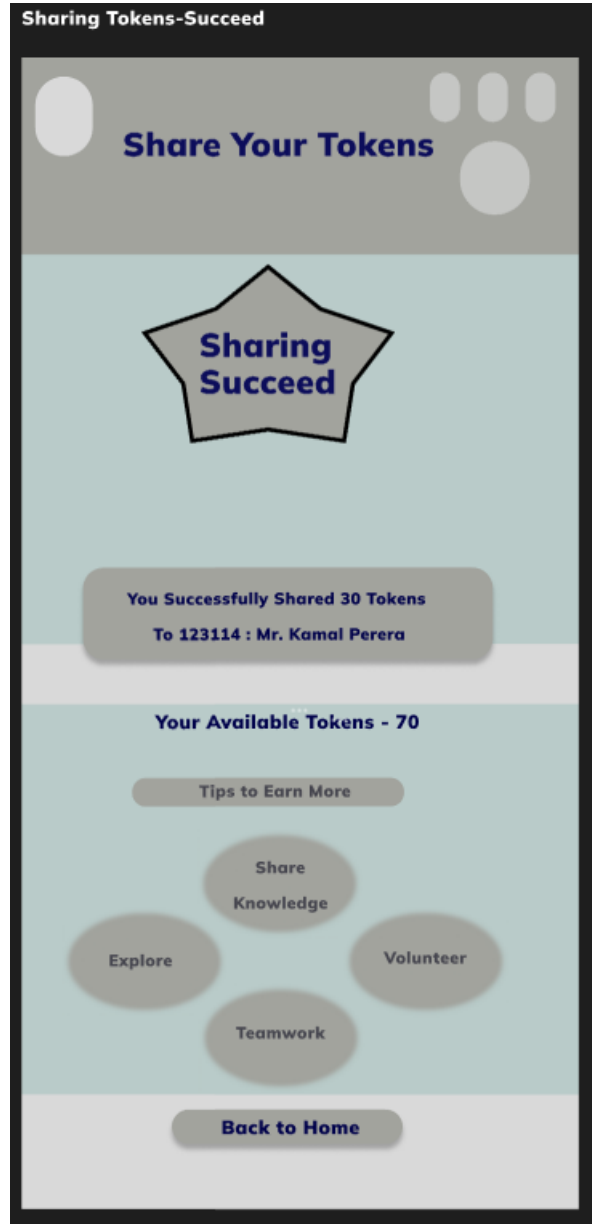 Sharing Tokens-Succeed
Share Your Tokens
Sharing
Succeed
You Successfully Shared 30 Tokens
To 123114 : Mr. Kamal Perera
Your Available Tokens - 70
Tips to Earn More
Share
Knowledge
Explore
Volunteer
Teamwork
Back to Home